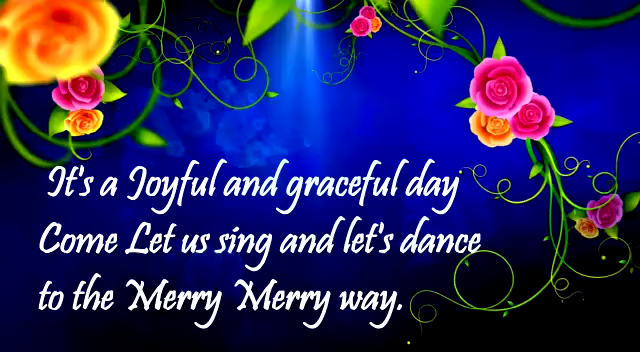 It's a Joyful and graceful day
Come Let us sing and let's dance
to the Merry Merry way.